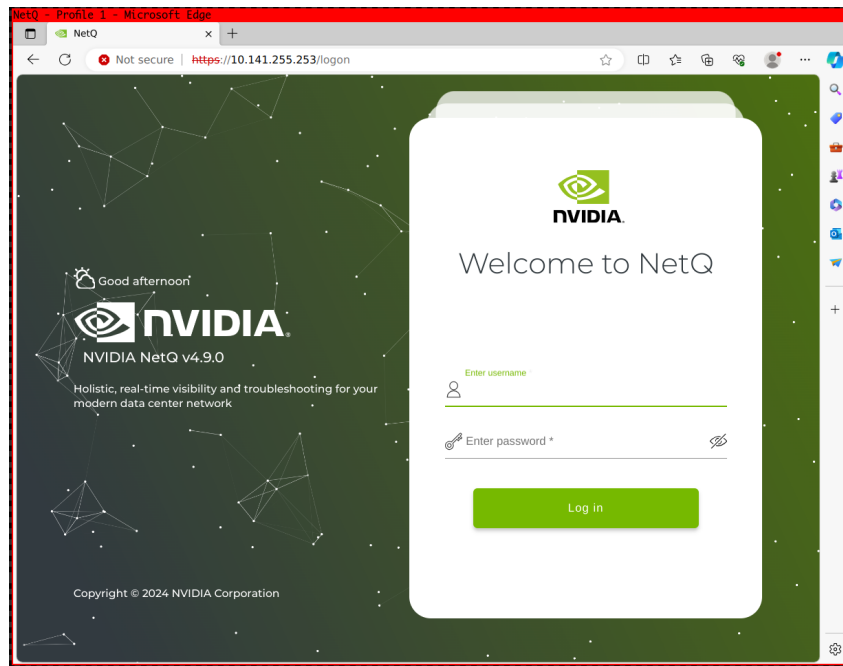 NetQ - Profile 1 - Microsoft Edge
NetQ
Not secure | https://10.141.255.253/logon
NVIDIA.
Welcome to NetQ
Good afternoon
NVIDIA.
NVIDIA NetQ v4.9.0
Holistic, real-time visibility and troubleshooting for your
modern data center network
Enter username
Enter password *
Log in
Copyright © 2024 NVIDIA Corporation